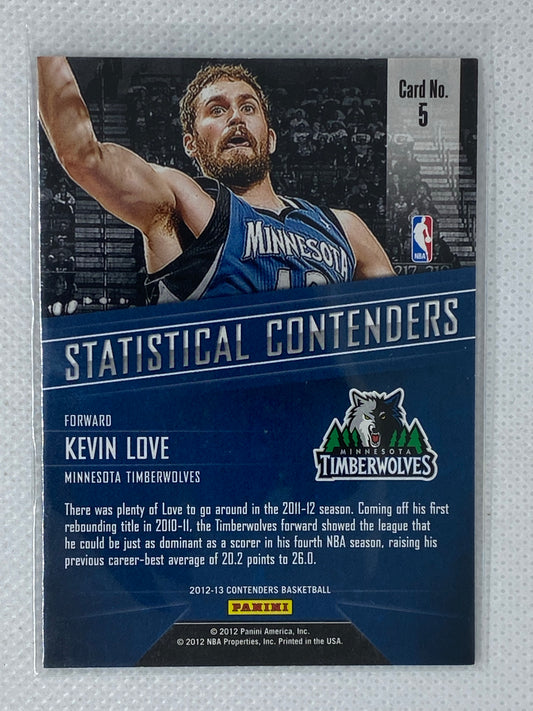 Card No.
5
MINNESOTA
NBA
217 218
STATISTICAL CONTENDERS
FORWARD
KEVIN LOVE
MINNESOTA TIMBERWOLVES
MINNESOTA
TIMBERWOLVES
There was plenty of Love to go around in the 2011-12 season. Coming off his first
rebounding title in 2010-11, the Timberwolves forward showed the league that
he could be just as dominant as a scorer in his fourth NBA season, raising his
previous career-best average of 20.2 points to 26.0.
2012-13 CONTENDERS BASKETBALL
PANINI
© 2012 Panini America, Inc.
© 2012 NBA Properties, Inc. Printed in the USA.